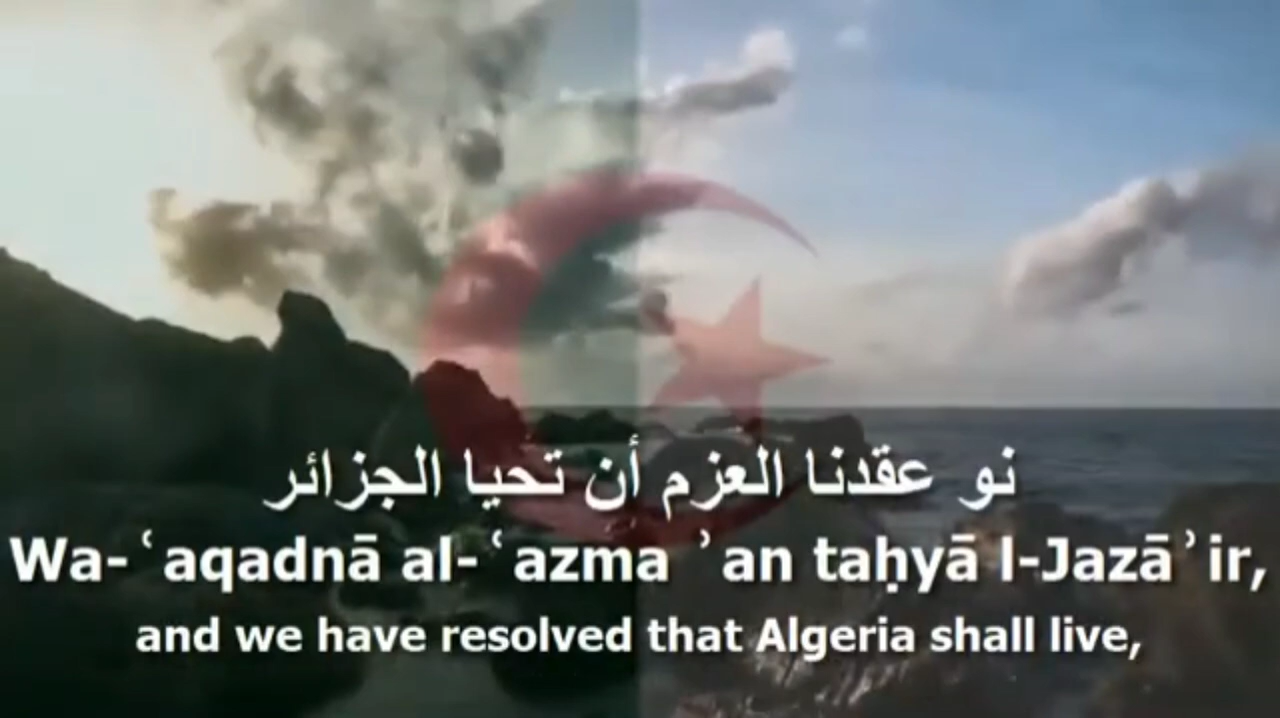 نو عقدنا العزم أن تحيا الجزائر
Wa-ʿaqadnā al-ʿazma ʾan taḥyā l-Jazāʾir,
and we have resolved that Algeria shall live,